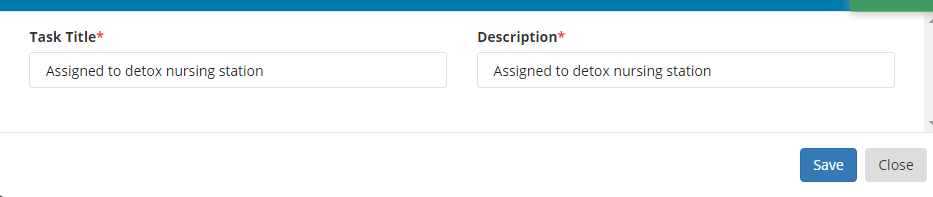 Task Title* Description*
Assigned to detox nursing station Assigned to detox nursing station
Save Close